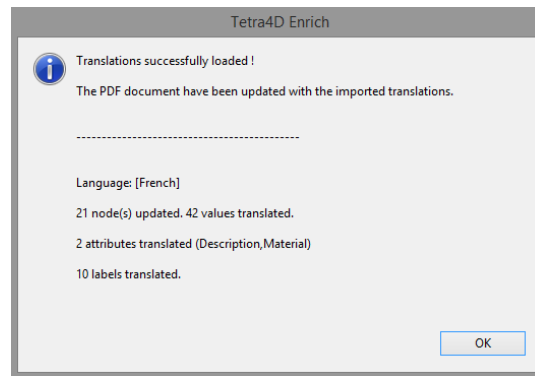 Tetra4D Enrich
Translations successfully loaded !
The PDF document have been updated with the imported translations.
-------------------------------------------
Language: [French]
21 node(s) updated. 42 values translated.
2 attributes translated (Description,Material)
10 labels translated.
OK